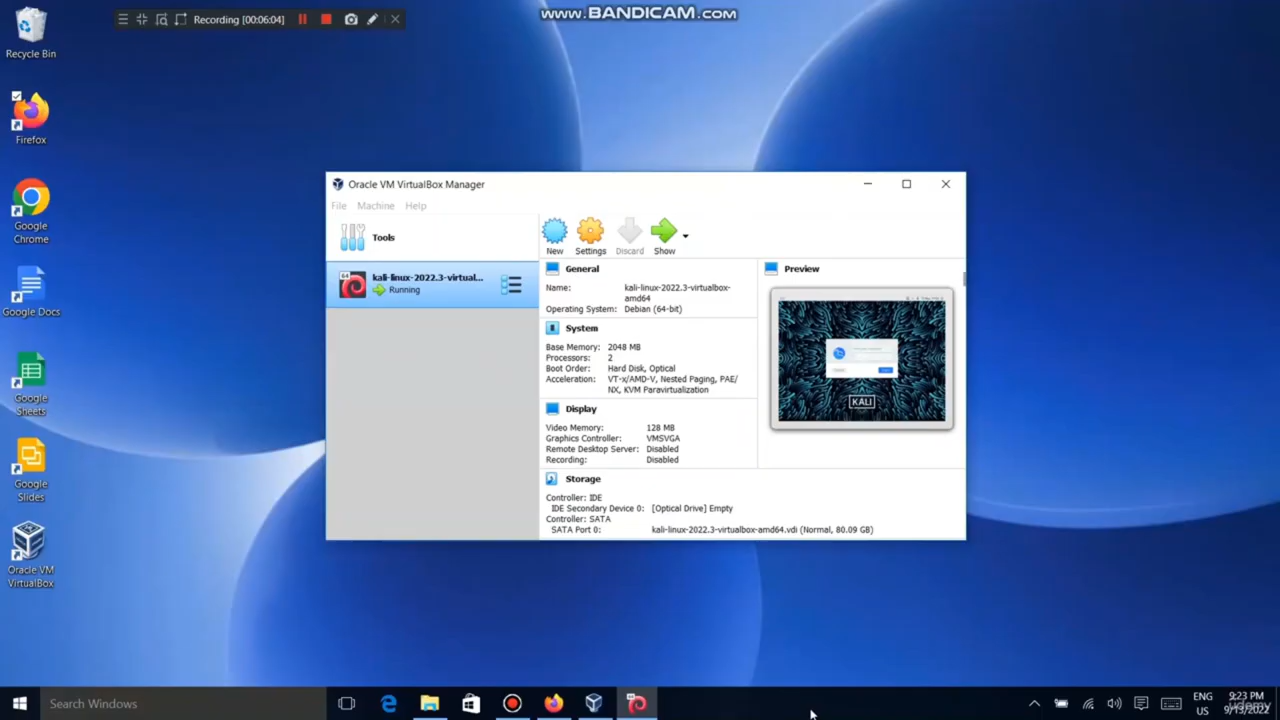 Recording [00:06:04]
www.BANDICAM.com
Recycle Bin
Firefox
Google
Chrome
Google Docs
Google
Sheets
Google
Slides
Oracle VM
VirtualBox
Oracle VM VirtualBox Manager
File Machine Help
Tools
New Settings Discard Show
64
kali-linux-2022.3-virtual...
Running
General
Name: kali-linux-2022.3-virtualbox-
amd64
Operating System: Debian (64-bit)
System
Base Memory: 2048 MB
Processors: 2
Boot Order: Hard Disk, Optical
Acceleration: VT-x/AMD-V, Nested Paging, PAE/
NX, KVM Paravirtualization
Display
Video Memory: 128 MB
Graphics Controller: VMSVGA
Remote Desktop Server: Disabled
Recording: Disabled
Storage
Controller: IDE
IDE Secondary Device 0: [Optical Drive] Empty
Controller: SATA
SATA Port 0: kali-linux-2022.3-virtualbox-amd64.vdi (Normal, 80.09 GB)
Preview
KALI
Search Windows
ENG
US
9:23 PM
9/13/2022
udemy